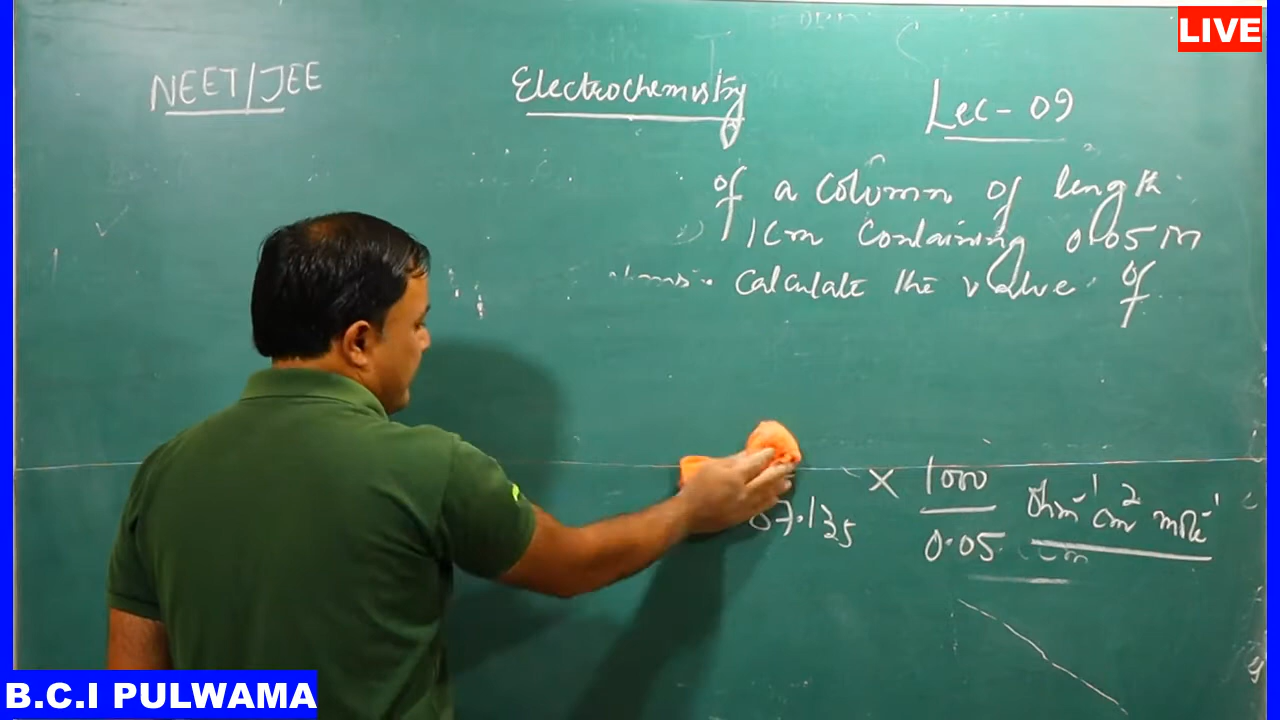 LIVE
NEET/JEE
Electrochemistry
Lec - 09
of a column of length
1cm containing 0.05M
Calculate the value of
7.135 × 1000 ohm⁻¹ cm² mole⁻¹
0.05
B.C.I PULWAMA